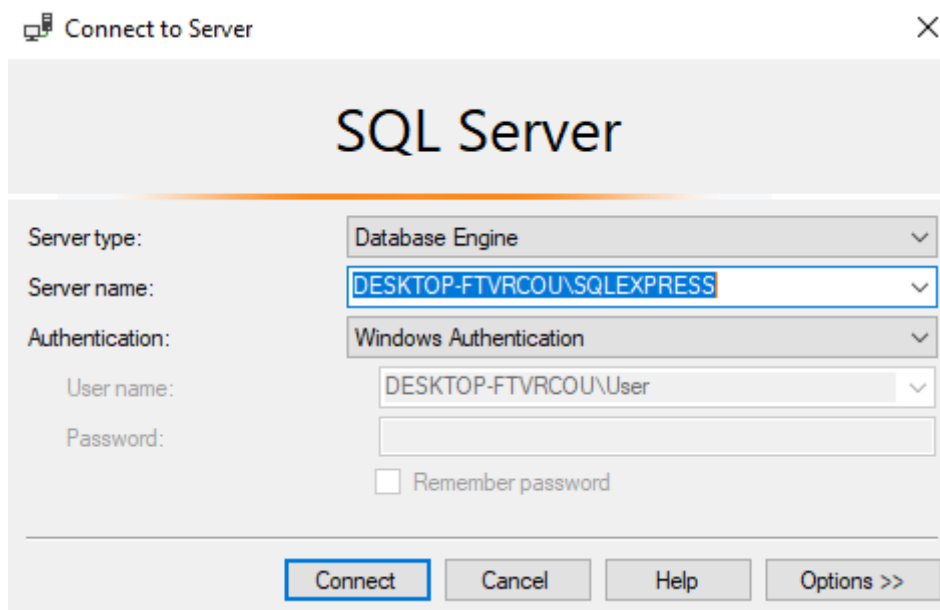 Connect to Server
SQL Server
Server type: Database Engine
Server name: DESKTOP-FTVRCOU\SQLEXPRESS
Authentication: Windows Authentication
User name: DESKTOP-FTVRCOU\User
Password:
Remember password
Connect Cancel Help Options >>